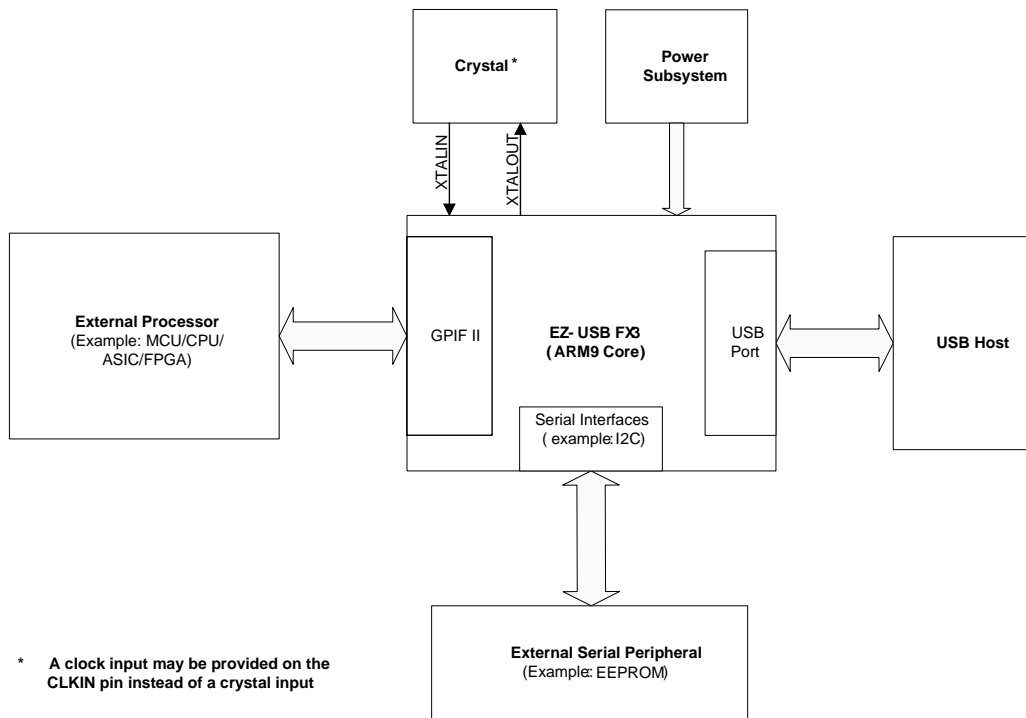 Crystal *
Power
Subsystem
XTALIN
XTALOUT
External Processor
(Example: MCU/CPU/
ASIC/FPGA)
GPIF II
EZ- USB FX3
( ARM9 Core)
USB
Port
USB Host
Serial Interfaces
( example: I2C)
External Serial Peripheral
(Example: EEPROM)
* A clock input may be provided on the
CLKIN pin instead of a crystal input